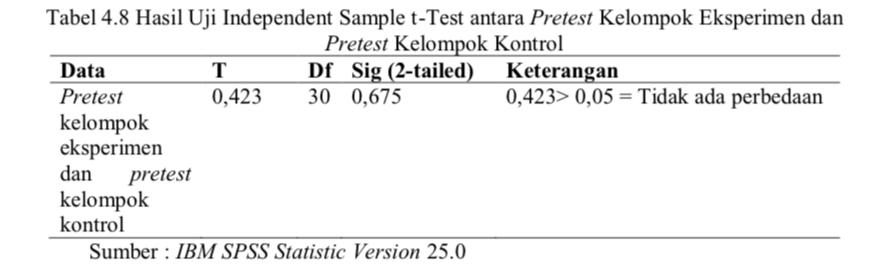 Tabel 4.8 Hasil Uji Independent Sample t-Test antara Pretest Kelompok Eksperimen dan
Pretest Kelompok Kontrol
Data T Df Sig (2-tailed) Keterangan
Pretest 0,423 30 0,675 0,423> 0,05 = Tidak ada perbedaan
kelompok
eksperimen
dan pretest
kelompok
kontrol
Sumber : IBM SPSS Statistic Version 25.0